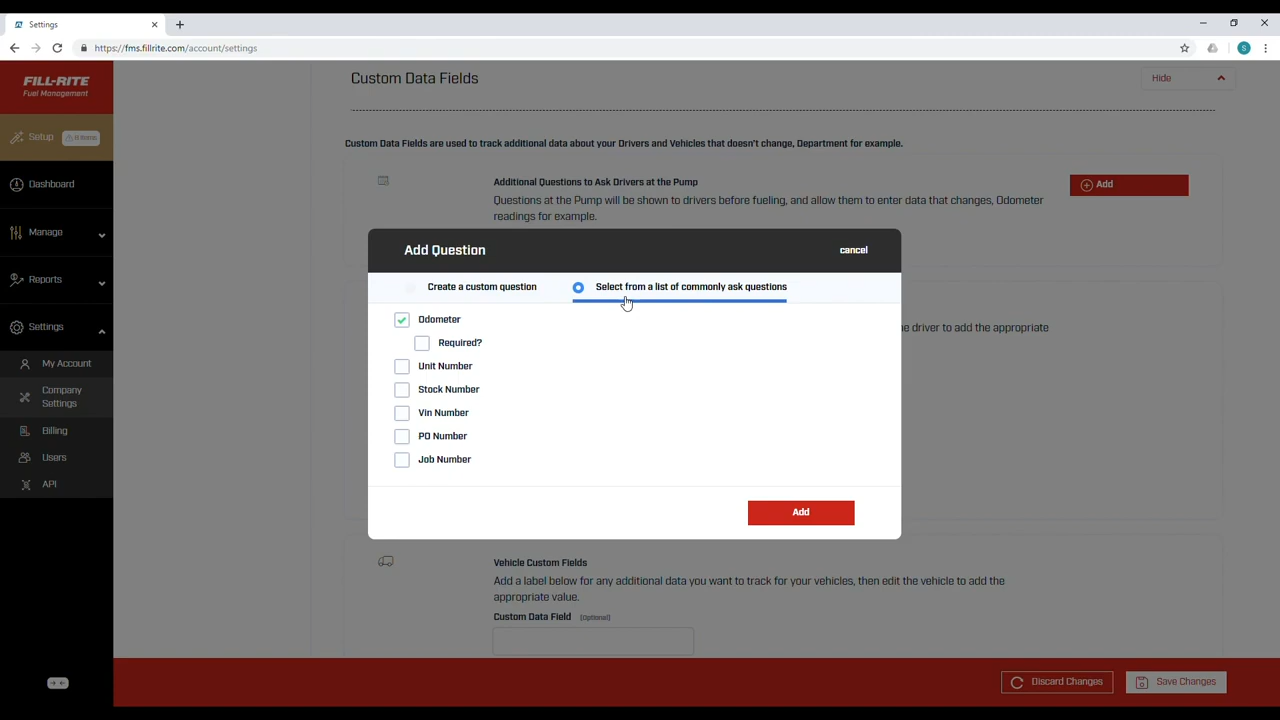 Settings
https://fms.fillrite.com/account/settings
S
FILL-RITE
Fuel Management
Setup
Dashboard
Manage
Reports
Settings
My Account
Company
Settings
Billing
Users
API
Custom Data Fields
Hide
Custom Data Fields are used to track additional data about your Drivers and Vehicles that doesn't change, Department for example.
Additional Questions to Ask Drivers at the Pump
Add
Questions at the Pump will be shown to drivers before fueling, and allow them to enter data that changes, Odometer
readings for example.
Add Question
cancel
Create a custom question
Select from a list of commonly ask questions
Odometer
Required?
Unit Number
Stock Number
Vin Number
PO Number
Job Number
Add
driver to add the appropriate
Vehicle Custom Fields
Add a label below for any additional data you want to track for your vehicles, then edit the vehicle to add the
appropriate value.
Custom Data Field [Optional]
Discard Changes
Save Changes